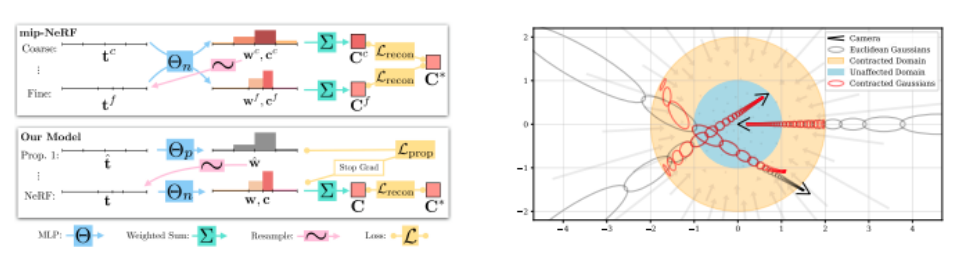 mip-NeRF
Coarse:
t^c
Θ_n
w^c, c^c
Σ
C^c
L_recon
C*
⋮
~
Fine:
t^f
w^f, c^f
Σ
C^f
L_recon
Our Model
Prop. 1:
t̂
Θ_p
ŵ
L_prop
⋮
~
Stop Grad
NeRF:
t
Θ_n
w, c
Σ
C
L_recon
C*
MLP: Θ
Weighted Sum: Σ
Resample: ~
Loss: L
Camera
Euclidean Gaussians
Contracted Domain
Unaffected Domain
Contracted Gaussians
2
1
0
−1
−2
−4 −3 −2 −1 0 1 2 3 4